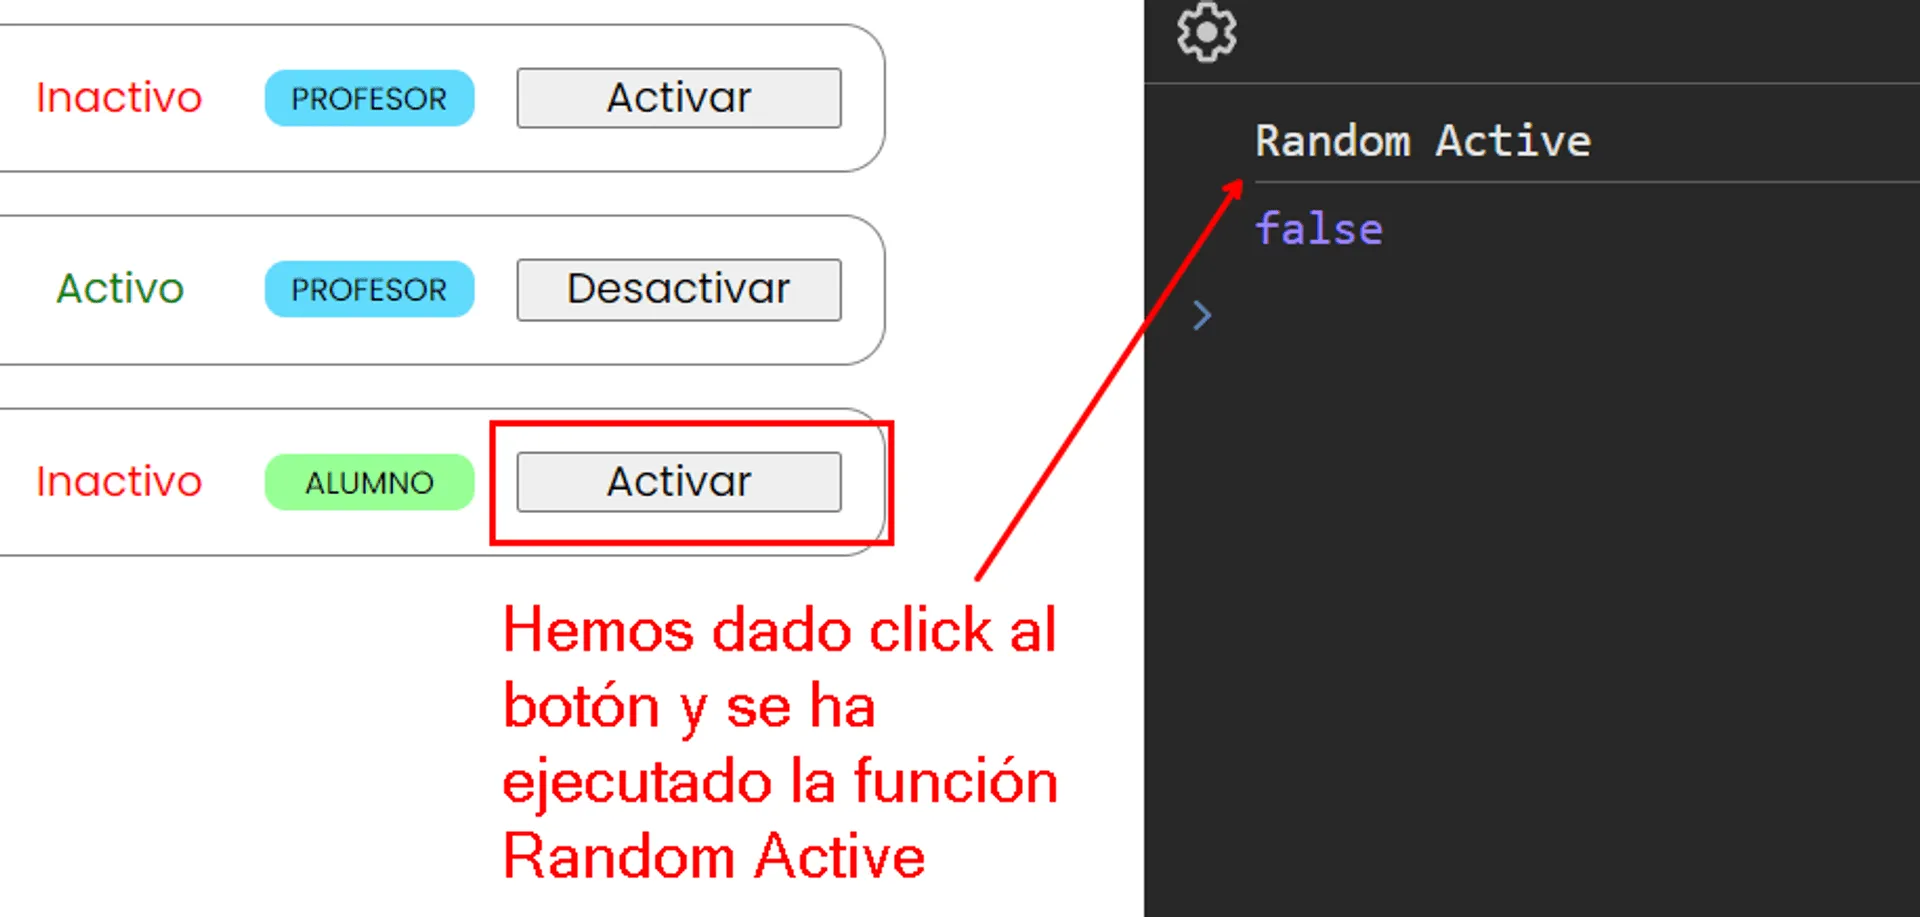 Inactivo PROFESOR Activar
Activo PROFESOR Desactivar
Inactivo ALUMNO Activar
Hemos dado click al
botón y se ha
ejecutado la función
Random Active
Random Active
false